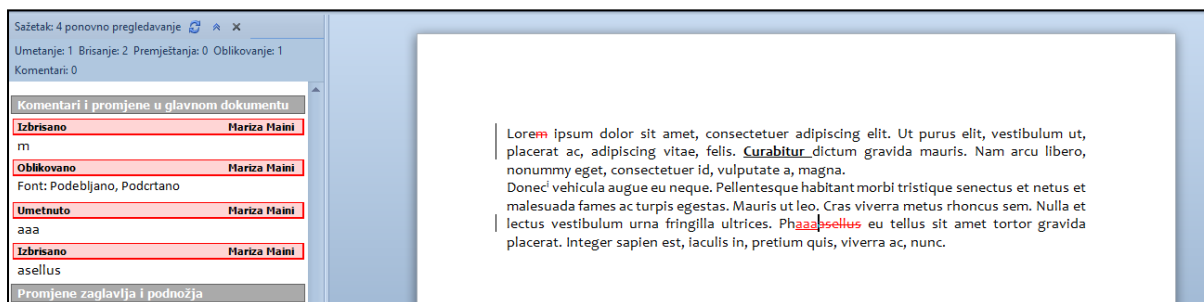 Sažetak: 4 ponovno pregledavanje
Umetanje: 1 Brisanje: 2 Premještanja: 0 Oblikovanje: 1
Komentari: 0
Komentari i promjene u glavnom dokumentu
Izbrisano Mariza Maini
m
Oblikovano Mariza Maini
Font: Podebljano, Podcrtano
Umetnuto Mariza Maini
aaa
Izbrisano Mariza Maini
asellus
Promjene zaglavlja i podnožja
Lorem ipsum dolor sit amet, consectetuer adipiscing elit. Ut purus elit, vestibulum ut,
placerat ac, adipiscing vitae, felis. Curabitur dictum gravida mauris. Nam arcu libero,
nonummy eget, consectetuer id, vulputate a, magna.
Donecⁱ vehicula augue eu neque. Pellentesque habitant morbi tristique senectus et netus et
malesuada fames ac turpis egestas. Mauris ut leo. Cras viverra metus rhoncus sem. Nulla et
lectus vestibulum urna fringilla ultrices. Phaaaasellus eu tellus sit amet tortor gravida
placerat. Integer sapien est, iaculis in, pretium quis, viverra ac, nunc.